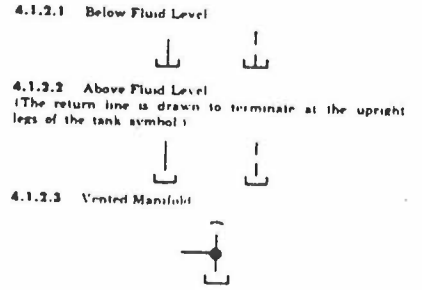 4.1.2.1 Below Fluid Level
4.1.2.2 Above Fluid Level
(The return line is drawn to terminate at the upright
legs of the tank symbol)
4.1.2.3 Vented Manifold